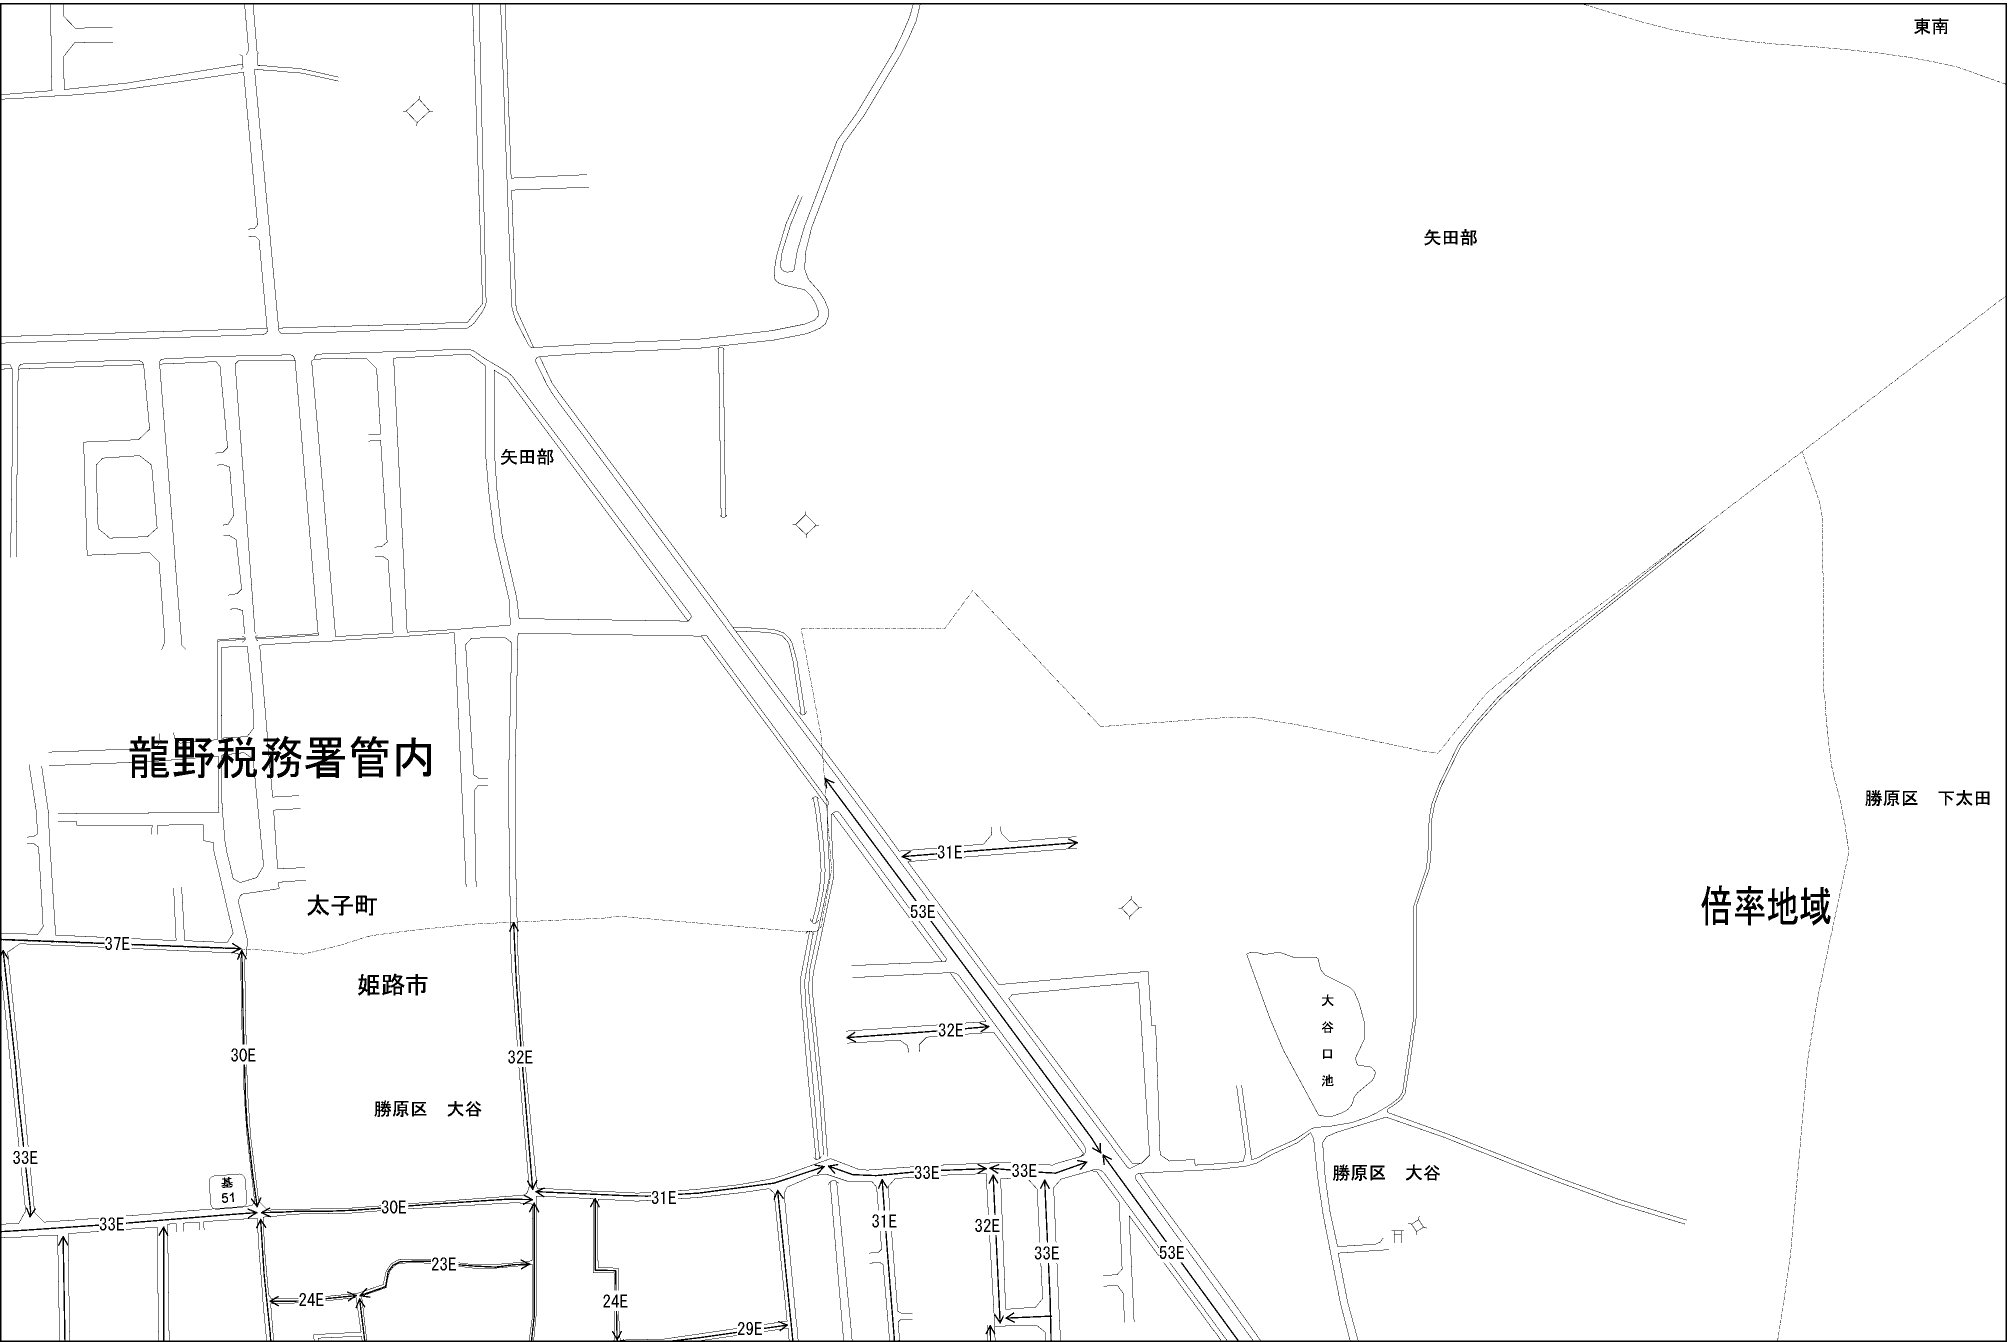 東南
矢田部
矢田部
龍野税務署管内
勝原区　下太田
31E
太子町
倍率地域
53E
37E
姫路市
大谷口池
32E
30E
32E
勝原区　大谷
33E
33E
33E
勝原区　大谷
基
51
31E
30E
33E
31E
32E
33E
53E
23E
24E
24E
29E